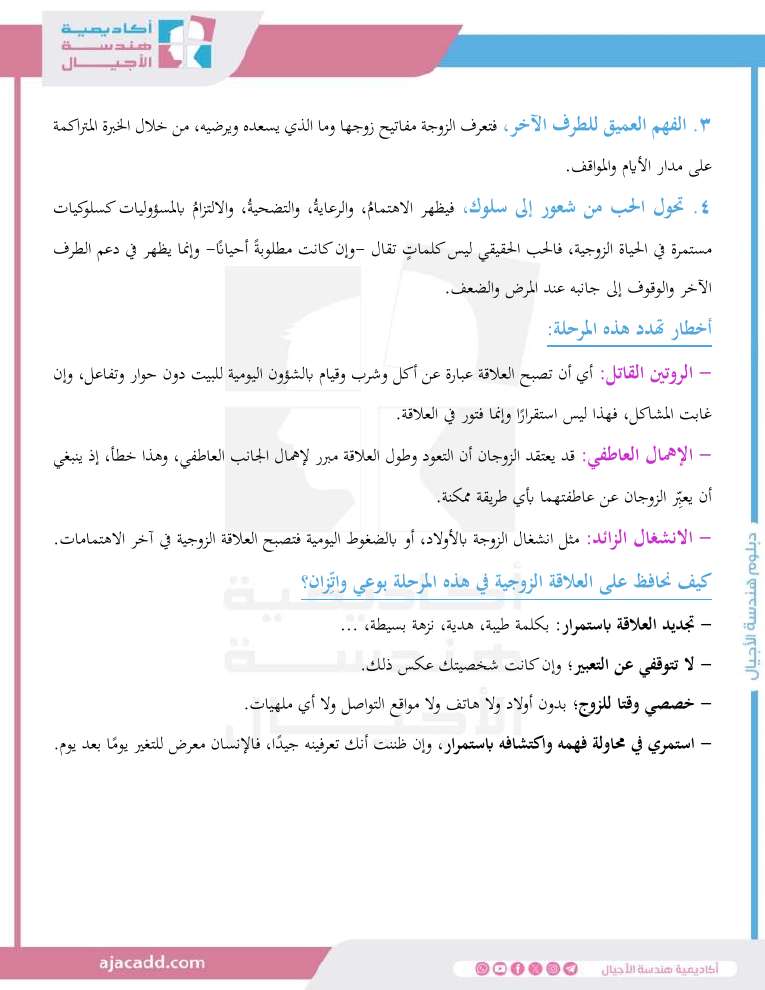 أكاديمية
هندسة
الأجيال
٣. الفهم العميق للطرف الآخر، فتعرف الزوجة مفاتيح زوجها وما الذي يسعده ويرضيه، من خلال الخبرة المتراكمة
على مدار الأيام والمواقف.
٤. تحول الحب من شعور إلى سلوك، فيظهر الاهتمامُ، والرعايةُ، والتضحيةُ، والالتزامُ بالمسؤوليات كسلوكيات
مستمرة في الحياة الزوجية، فالحب الحقيقي ليس كلماتٍ تقال -وإن كانت مطلوبةً أحيانًا- وإنما يظهر في دعم الطرف
الآخر والوقوف إلى جانبه عند المرض والضعف.
أخطار تهدد هذه المرحلة:
– الروتين القاتل: أي أن تصبح العلاقة عبارة عن أكل وشرب وقيام بالشؤون اليومية للبيت دون حوار وتفاعل، وإن
غابت المشاكل، فهذا ليس استقرارًا وإنما فتور في العلاقة.
– الإهمال العاطفي: قد يعتقد الزوجان أن التعود وطول العلاقة مبرر لإهمال الجانب العاطفي، وهذا خطأ، إذ ينبغي
أن يعبِّر الزوجان عن عاطفتهما بأي طريقة ممكنة.
– الانشغال الزائد: مثل انشغال الزوجة بالأولاد، أو بالضغوط اليومية فتصبح العلاقة الزوجية في آخر الاهتمامات.
كيف نحافظ على العلاقة الزوجية في هذه المرحلة بوعي واتِّزان؟
– تجديد العلاقة باستمرار: بكلمة طيبة، هدية، نزهة بسيطة، ...
– لا تتوقفي عن التعبير؛ وإن كانت شخصيتك عكس ذلك.
– خصصي وقتا للزوج؛ بدون أولاد ولا هاتف ولا مواقع التواصل ولا أي ملهيات.
– استمري في محاولة فهمه واكتشافه باستمرار، وإن ظننت أنك تعرفينه جيدًا، فالإنسان معرض للتغير يومًا بعد يوم.
دبلوم هندسة الأجيال
أكاديمية
هندسة
الأجيال
ajacadd.com
أكاديمية هندسة الأجيال